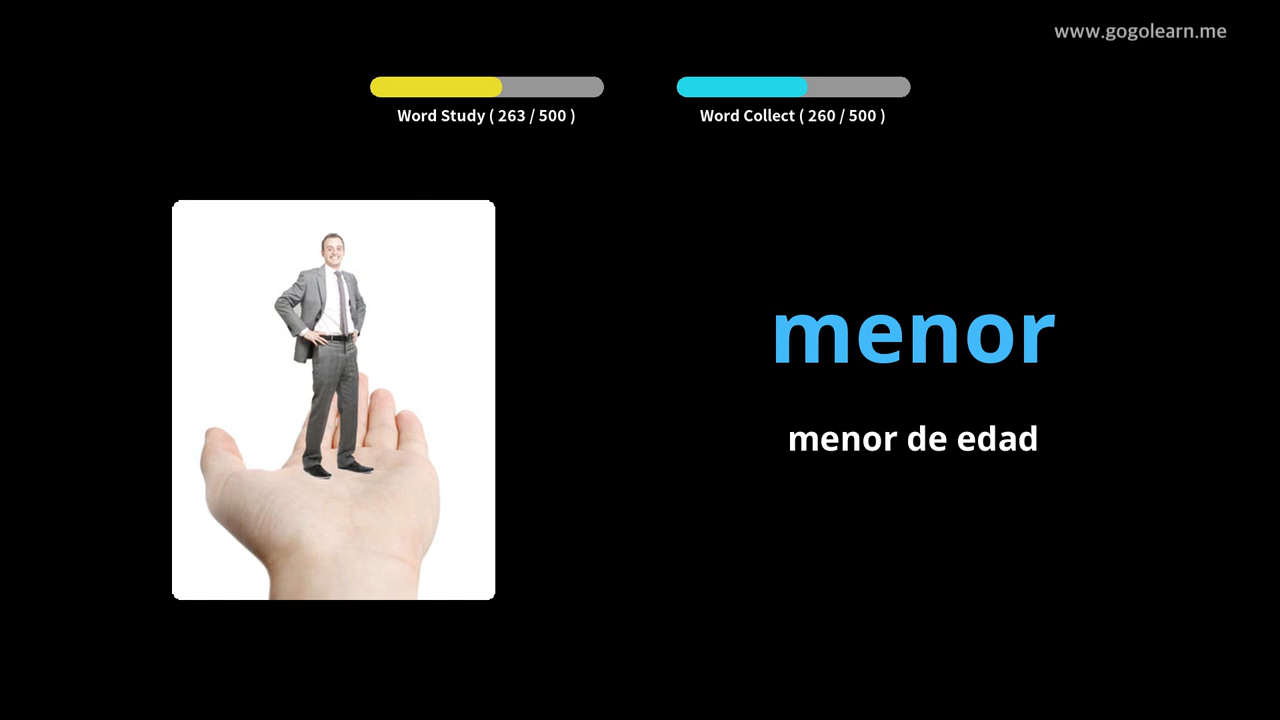 www.gogolearn.me
Word Study ( 263 / 500 )
Word Collect ( 260 / 500 )
menor
menor de edad